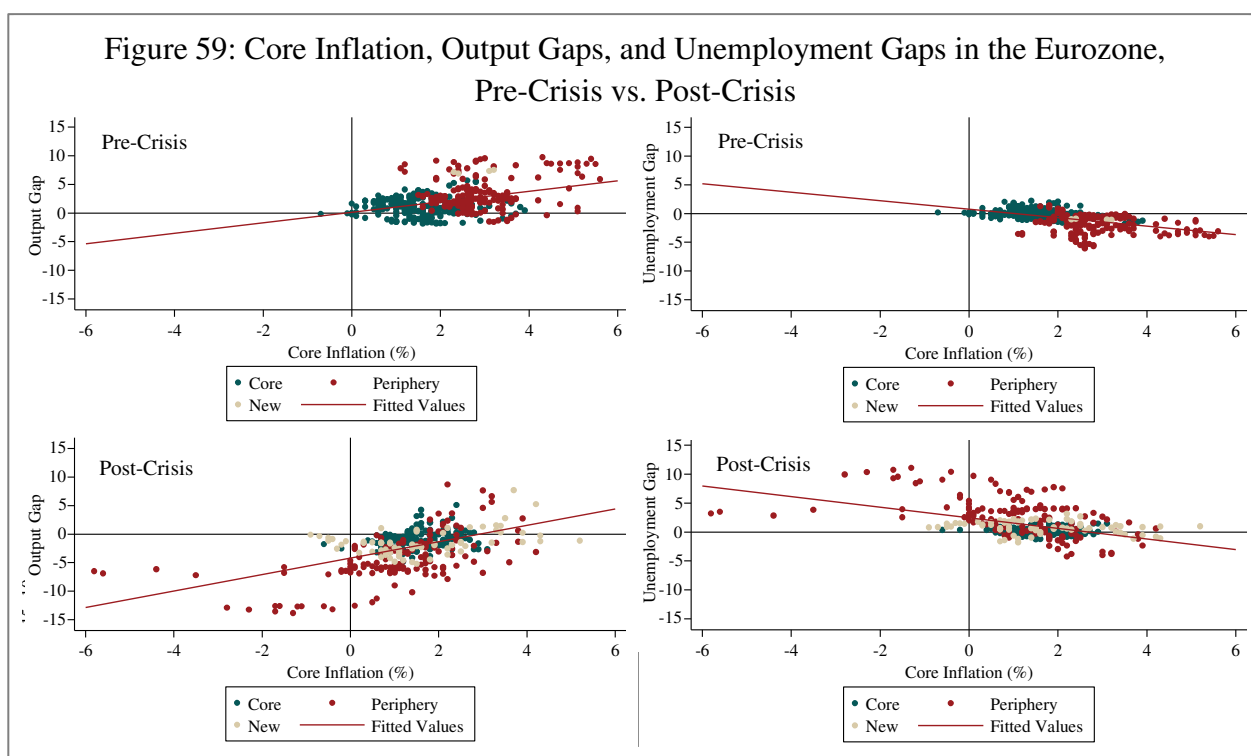 Figure 59: Core Inflation, Output Gaps, and Unemployment Gaps in the Eurozone,
Pre-Crisis vs. Post-Crisis
Pre-Crisis
Output Gap
15
10
5
0
-5
-10
-15
-6 -4 -2 0 2 4 6
Core Inflation (%)
Core Periphery
New Fitted Values
Pre-Crisis
Unemployment Gap
15
10
5
0
-5
-10
-15
-6 -4 -2 0 2 4 6
Core Inflation (%)
Core Periphery
New Fitted Values
Post-Crisis
Output Gap
15
10
5
0
-5
-10
-15
-6 -4 -2 0 2 4 6
Core Inflation (%)
Core Periphery
New Fitted Values
Post-Crisis
Unemployment Gap
15
10
5
0
-5
-10
-15
-6 -4 -2 0 2 4 6
Core Inflation (%)
Core Periphery
New Fitted Values